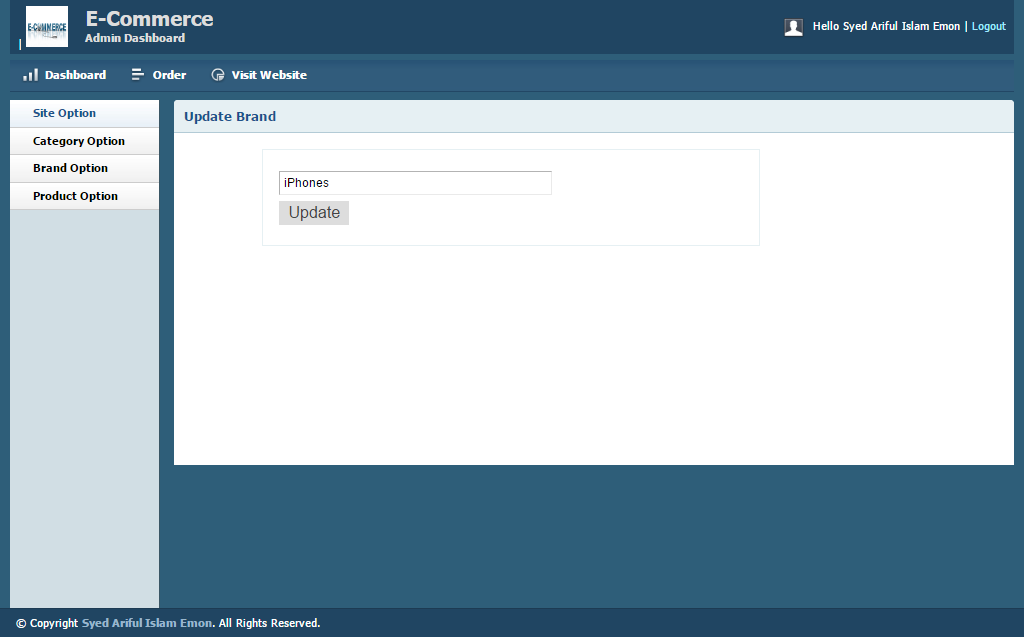 E-COMMERCE
E-Commerce
Admin Dashboard
Hello Syed Ariful Islam Emon | Logout
Dashboard Order Visit Website
Site Option
Category Option
Brand Option
Product Option
Update Brand
iPhones
Update
© Copyright Syed Ariful Islam Emon. All Rights Reserved.